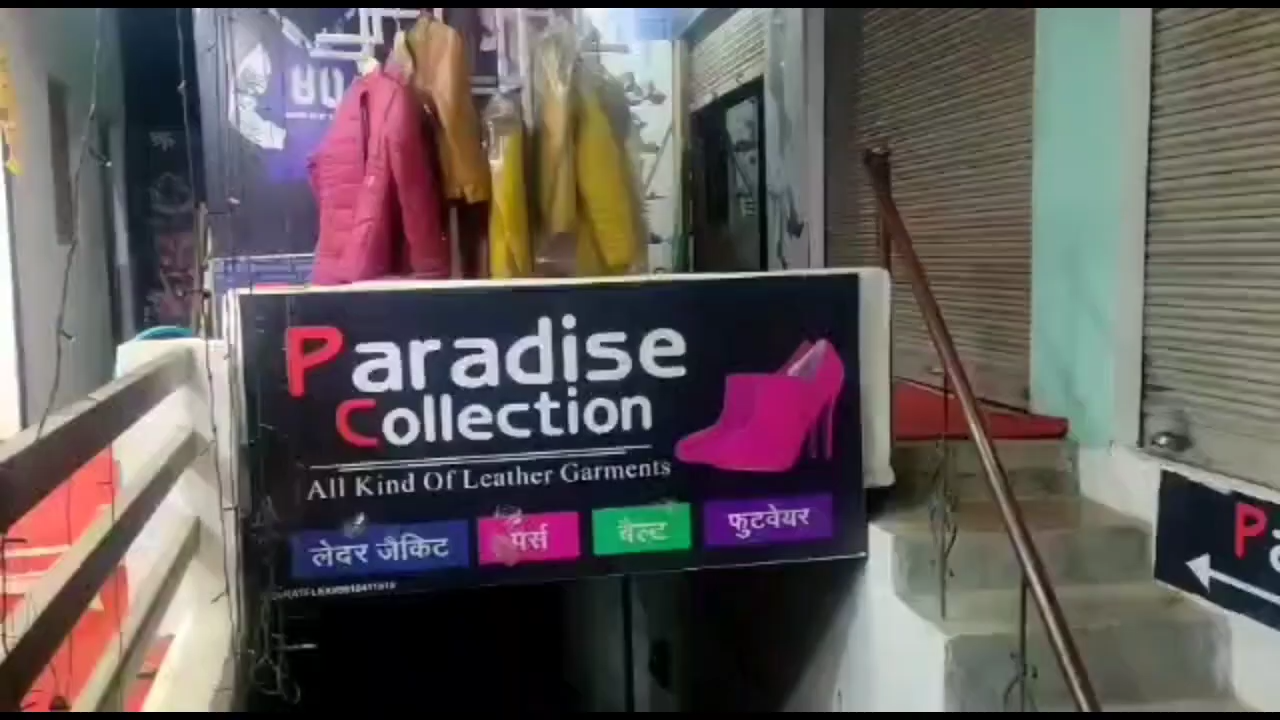 Paradise
Collection
All Kind Of Leather Garments
लेदर जैकिट पर्स बैल्ट फुटवेयर
P